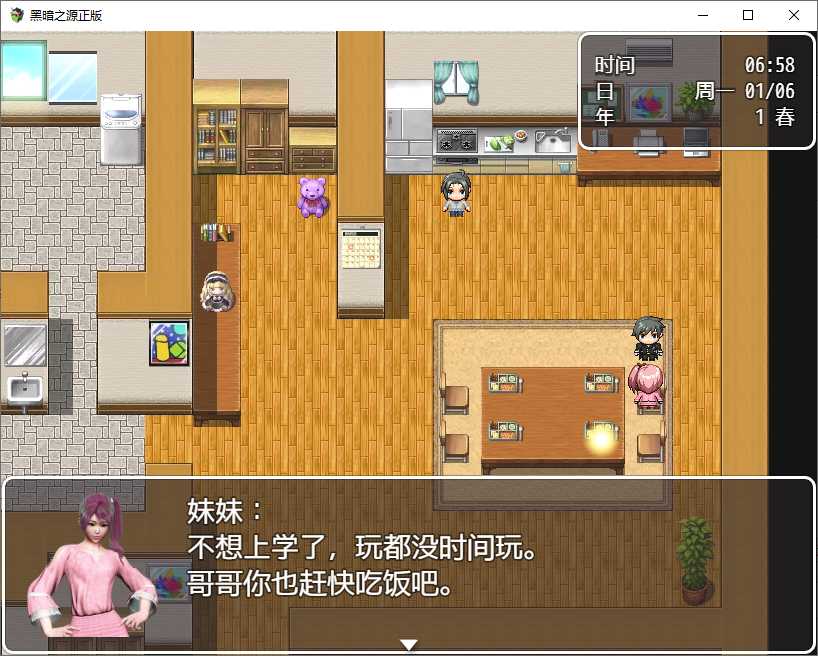 黑暗之源正版
时间 06:58
日 周一 01/06
年 1 春
妹妹：
不想上学了，玩都没时间玩。
哥哥你也赶快吃饭吧。